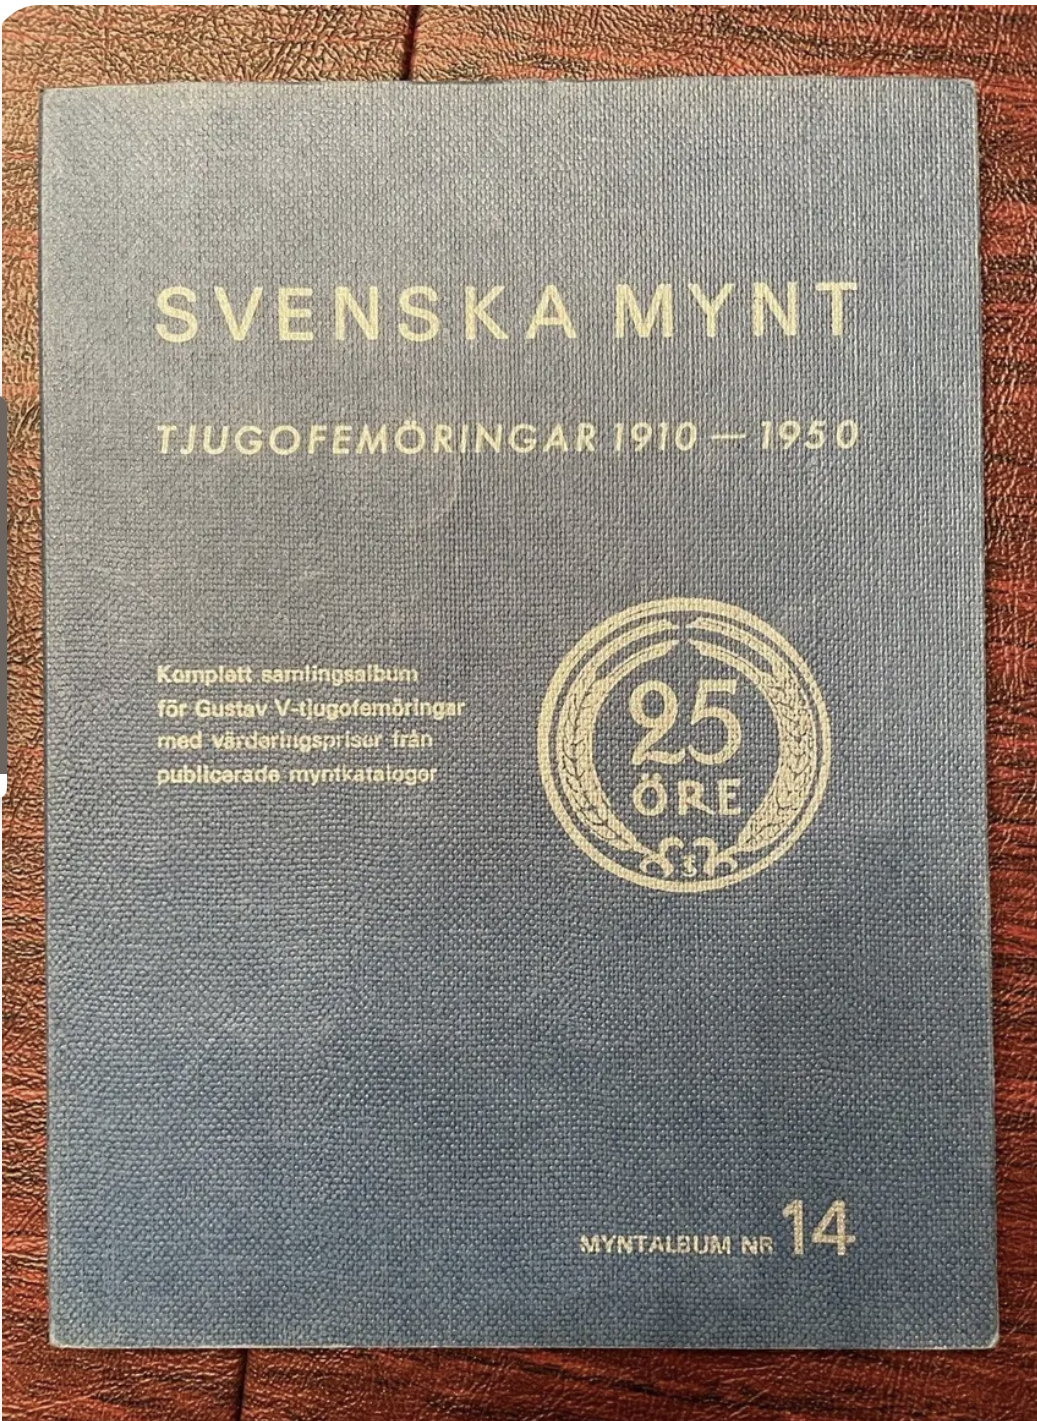 SVENSKA MYNT
TJUGOFEMÖRINGAR 1910 — 1950
Komplett samlingsalbum
för Gustav V-tjugofemöringar
med värderingspriser från
publicerade myntkataloger
25
ÖRE
MYNTALBUM NR 14